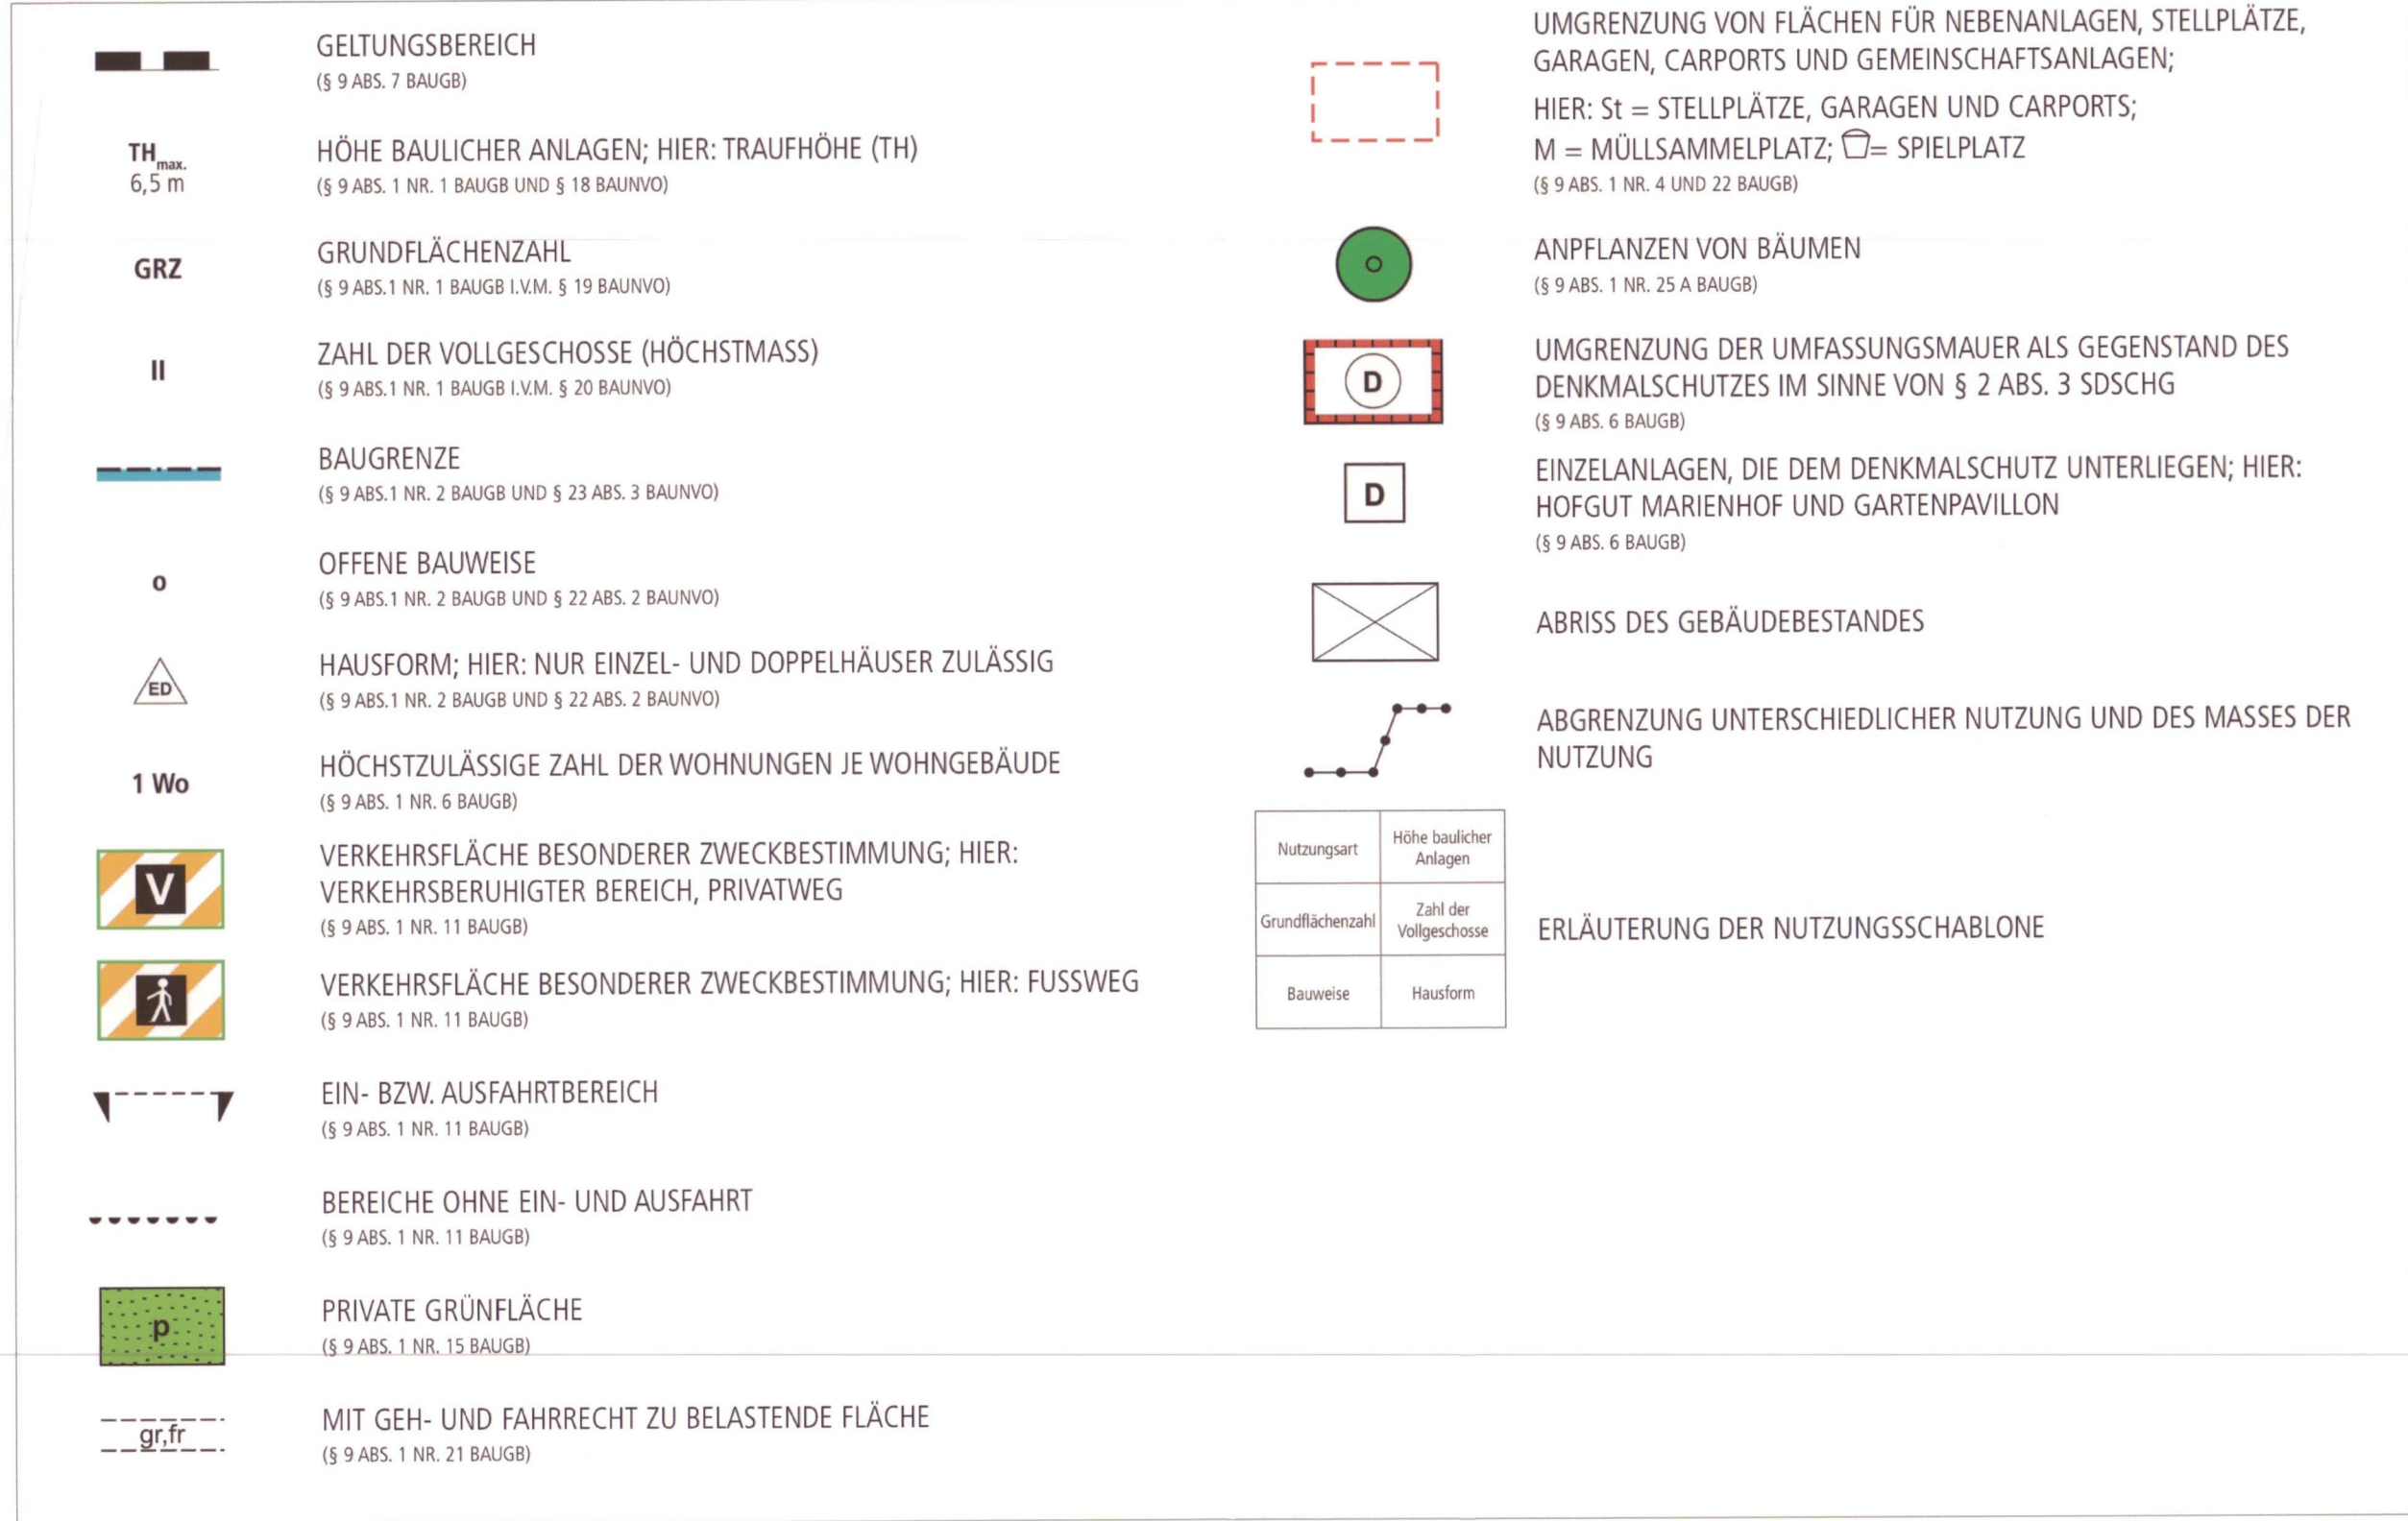 GELTUNGSBEREICH
(§ 9 ABS. 7 BAUGB)
TH max.
6,5 m
HÖHE BAULICHER ANLAGEN; HIER: TRAUFHÖHE (TH)
(§ 9 ABS. 1 NR. 1 BAUGB UND § 18 BAUNVO)
GRZ
GRUNDFLÄCHENZAHL
(§ 9 ABS.1 NR. 1 BAUGB I.V.M. § 19 BAUNVO)
II
ZAHL DER VOLLGESCHOSSE (HÖCHSTMASS)
(§ 9 ABS.1 NR. 1 BAUGB I.V.M. § 20 BAUNVO)
BAUGRENZE
(§ 9 ABS.1 NR. 2 BAUGB UND § 23 ABS. 3 BAUNVO)
o
OFFENE BAUWEISE
(§ 9 ABS.1 NR. 2 BAUGB UND § 22 ABS. 2 BAUNVO)
ED
HAUSFORM; HIER: NUR EINZEL- UND DOPPELHÄUSER ZULÄSSIG
(§ 9 ABS.1 NR. 2 BAUGB UND § 22 ABS. 2 BAUNVO)
1 Wo
HÖCHSTZULÄSSIGE ZAHL DER WOHNUNGEN JE WOHNGEBÄUDE
(§ 9 ABS. 1 NR. 6 BAUGB)
V
VERKEHRSFLÄCHE BESONDERER ZWECKBESTIMMUNG; HIER:
VERKEHRSBERUHIGTER BEREICH, PRIVATWEG
(§ 9 ABS. 1 NR. 11 BAUGB)
VERKEHRSFLÄCHE BESONDERER ZWECKBESTIMMUNG; HIER: FUSSWEG
(§ 9 ABS. 1 NR. 11 BAUGB)
EIN- BZW. AUSFAHRTBEREICH
(§ 9 ABS. 1 NR. 11 BAUGB)
BEREICHE OHNE EIN- UND AUSFAHRT
(§ 9 ABS. 1 NR. 11 BAUGB)
p
PRIVATE GRÜNFLÄCHE
(§ 9 ABS. 1 NR. 15 BAUGB)
gr,fr
MIT GEH- UND FAHRRECHT ZU BELASTENDE FLÄCHE
(§ 9 ABS. 1 NR. 21 BAUGB)
UMGRENZUNG VON FLÄCHEN FÜR NEBENANLAGEN, STELLPLÄTZE,
GARAGEN, CARPORTS UND GEMEINSCHAFTSANLAGEN;
HIER: St = STELLPLÄTZE, GARAGEN UND CARPORTS;
M = MÜLLSAMMELPLATZ; = SPIELPLATZ
(§ 9 ABS. 1 NR. 4 UND 22 BAUGB)
ANPFLANZEN VON BÄUMEN
(§ 9 ABS. 1 NR. 25 A BAUGB)
D
UMGRENZUNG DER UMFASSUNGSMAUER ALS GEGENSTAND DES
DENKMALSCHUTZES IM SINNE VON § 2 ABS. 3 SDSCHG
(§ 9 ABS. 6 BAUGB)
D
EINZELANLAGEN, DIE DEM DENKMALSCHUTZ UNTERLIEGEN; HIER:
HOFGUT MARIENHOF UND GARTENPAVILLON
(§ 9 ABS. 6 BAUGB)
ABRISS DES GEBÄUDEBESTANDES
ABGRENZUNG UNTERSCHIEDLICHER NUTZUNG UND DES MASSES DER
NUTZUNG
Nutzungsart
Höhe baulicher
Anlagen
Grundflächenzahl
Zahl der
Vollgeschosse
Bauweise
Hausform
ERLÄUTERUNG DER NUTZUNGSSCHABLONE